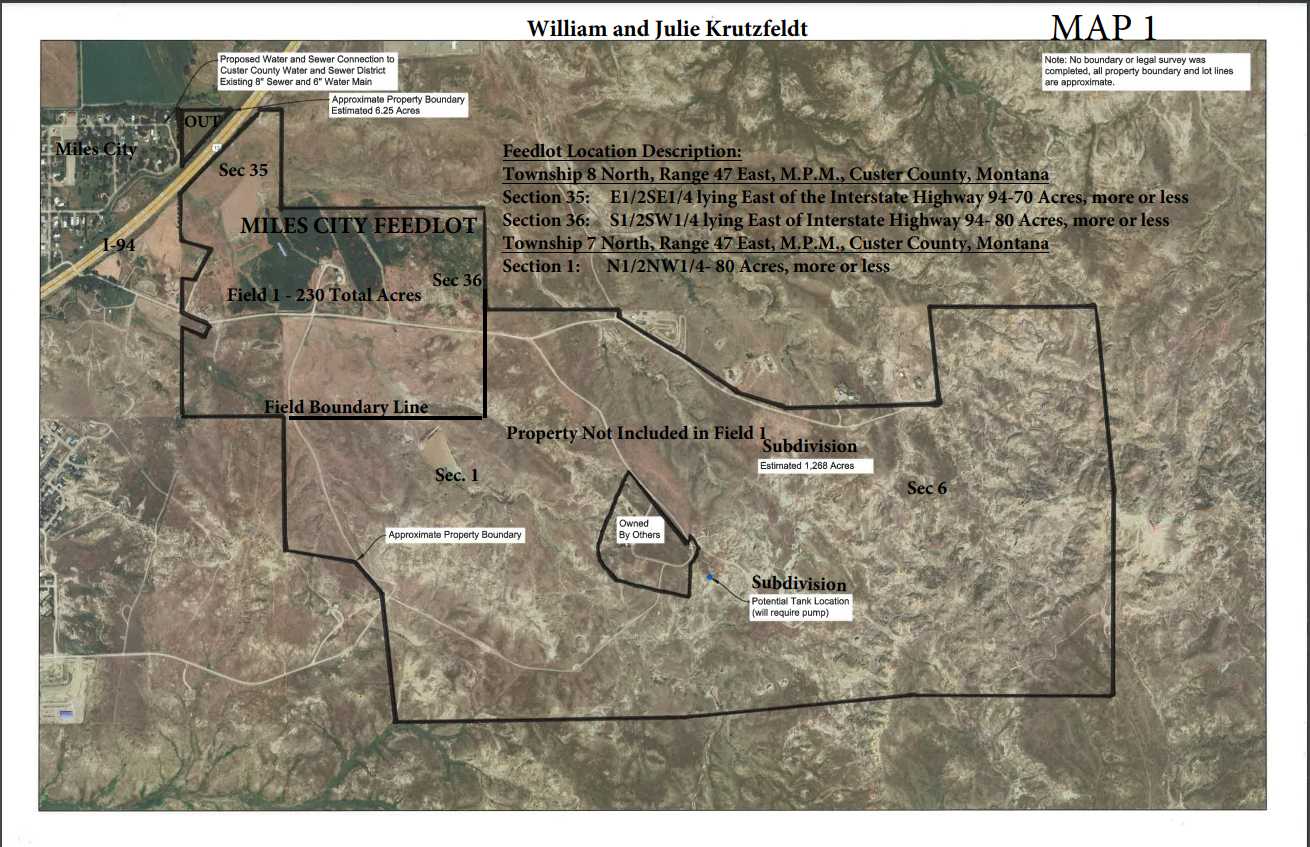 William and Julie Krutzfeldt
MAP 1
Note: No boundary or legal survey was
completed, all property boundary and lot lines
are approximate.
Proposed Water and Sewer Connection to
Custer County Water and Sewer District
Existing 8" Sewer and 6" Water Main
Approximate Property Boundary
Estimated 6.25 Acres
OUT
Miles City
Sec 35
I-94
MILES CITY FEEDLOT
Sec 36
Field 1 - 230 Total Acres
Feedlot Location Description:
Township 8 North, Range 47 East, M.P.M., Custer County, Montana
Section 35: E1/2SE1/4 lying East of the Interstate Highway 94-70 Acres, more or less
Section 36: S1/2SW1/4 lying East of Interstate Highway 94- 80 Acres, more or less
Township 7 North, Range 47 East, M.P.M., Custer County, Montana
Section 1: N1/2NW1/4- 80 Acres, more or less
Field Boundary Line
Property Not Included in Field 1
Subdivision
Estimated 1,268 Acres
Sec. 1
Sec 6
Owned
By Others
Approximate Property Boundary
Subdivision
Potential Tank Location
(will require pump)